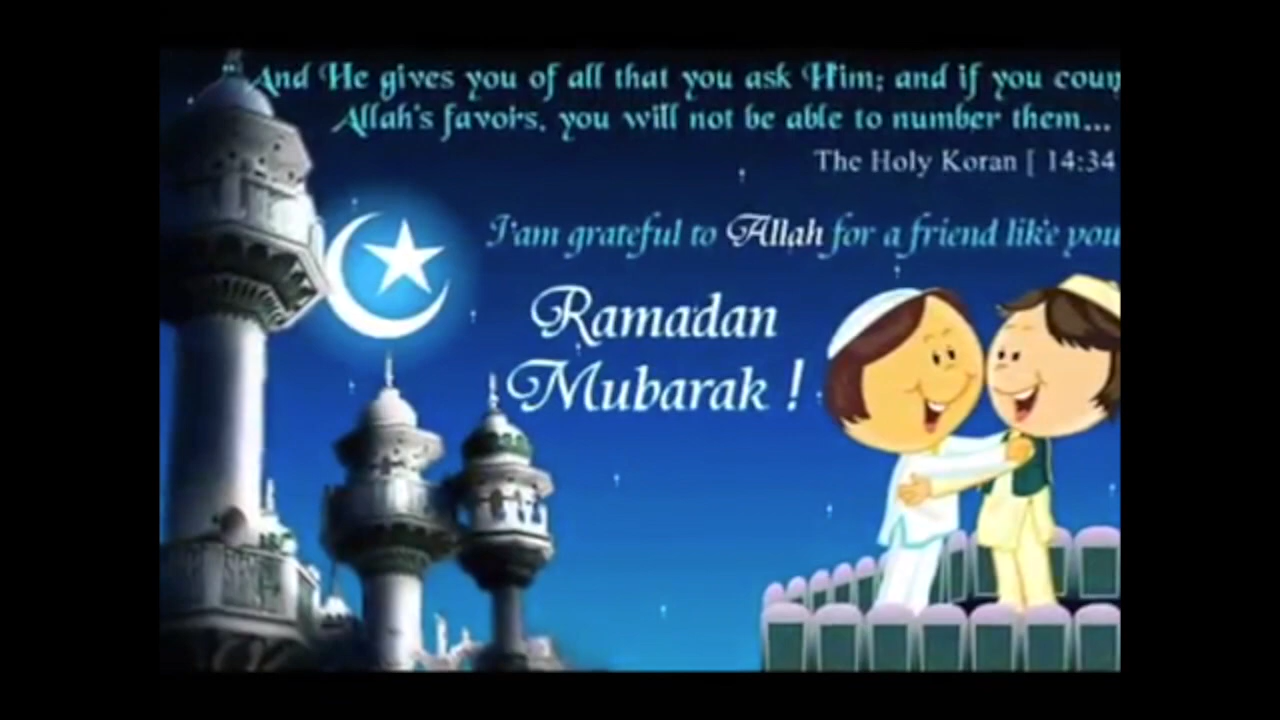 And He gives you of all that you ask Him; and if you coun
Allah's favors, you will not be able to number them...
The Holy Koran [ 14:34
I am grateful to Allah for a friend like you
Ramadan
Mubarak !